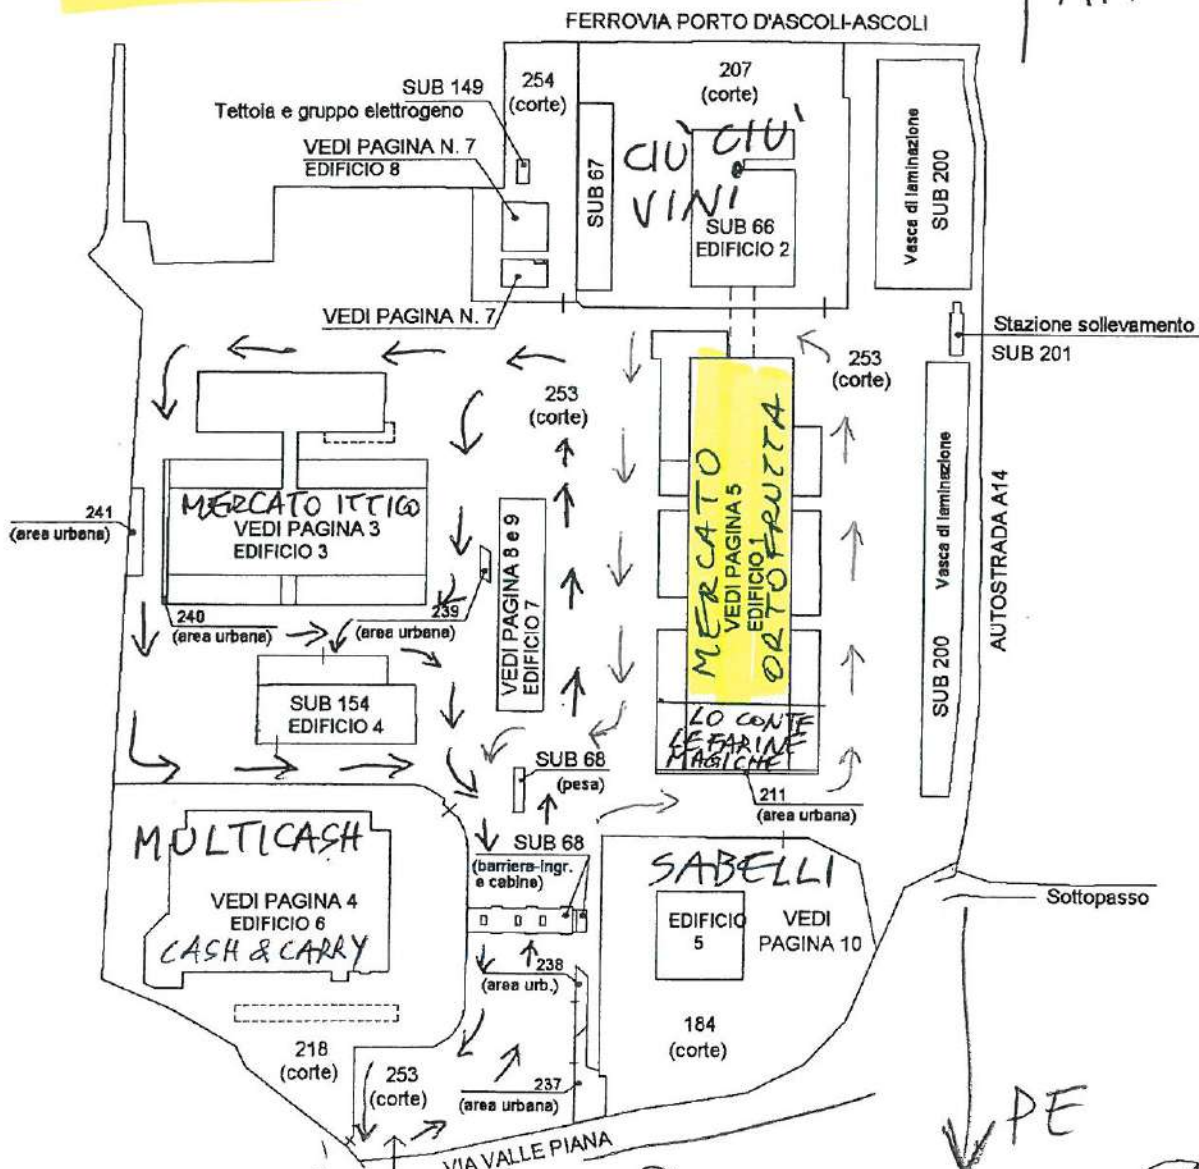 FERROVIA PORTO D'ASCOLI-ASCOLI
SUB 149
Tettoia e gruppo elettrogeno
254
(corte)
207
(corte)
VEDI PAGINA N. 7
EDIFICIO 8
SUB 67
CIÙ CIÙ
VINI
SUB 66
EDIFICIO 2
Vasca di laminazione
SUB 200
VEDI PAGINA N. 7
Stazione sollevamento
SUB 201
253
(corte)
253
(corte)
MERCATO ITTICO
VEDI PAGINA 3
EDIFICIO 3
241
(area urbana)
240
(area urbana)
239
(area urbana)
VEDI PAGINA 8 e 9
EDIFICIO 7
MERCATO
VEDI PAGINA 5
EDIFICIO 1
ORTOFRUTTA
Vasca di laminazione
SUB 200
AUTOSTRADA A14
SUB 154
EDIFICIO 4
LO CONTE
LE FARINE
MAGICHE
SUB 68
(pesa)
211
(area urbana)
SUB 68
(barriera-ingr.
e cabine)
MULTICASH
VEDI PAGINA 4
EDIFICIO 6
CASH & CARRY
SABELLI
EDIFICIO
5
VEDI
PAGINA 10
Sottopasso
238
(area urb.)
184
(corte)
218
(corte)
253
(corte)
237
(area urbana)
VIA VALLE PIANA
PE